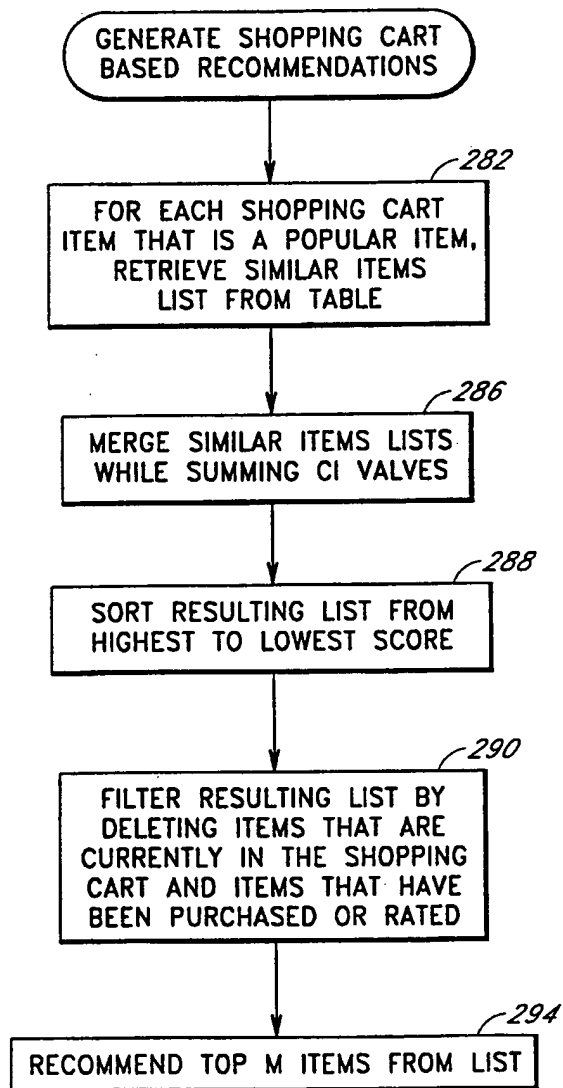 GENERATE SHOPPING CART
BASED RECOMMENDATIONS
282
FOR EACH SHOPPING CART
ITEM THAT IS A POPULAR ITEM,
RETRIEVE SIMILAR ITEMS
LIST FROM TABLE
286
MERGE SIMILAR ITEMS LISTS
WHILE SUMMING CI VALVES
288
SORT RESULTING LIST FROM
HIGHEST TO LOWEST SCORE
290
FILTER RESULTING LIST BY
DELETING ITEMS THAT ARE
CURRENTLY IN THE SHOPPING
CART AND ITEMS THAT HAVE
BEEN PURCHASED OR RATED
294
RECOMMEND TOP M ITEMS FROM LIST